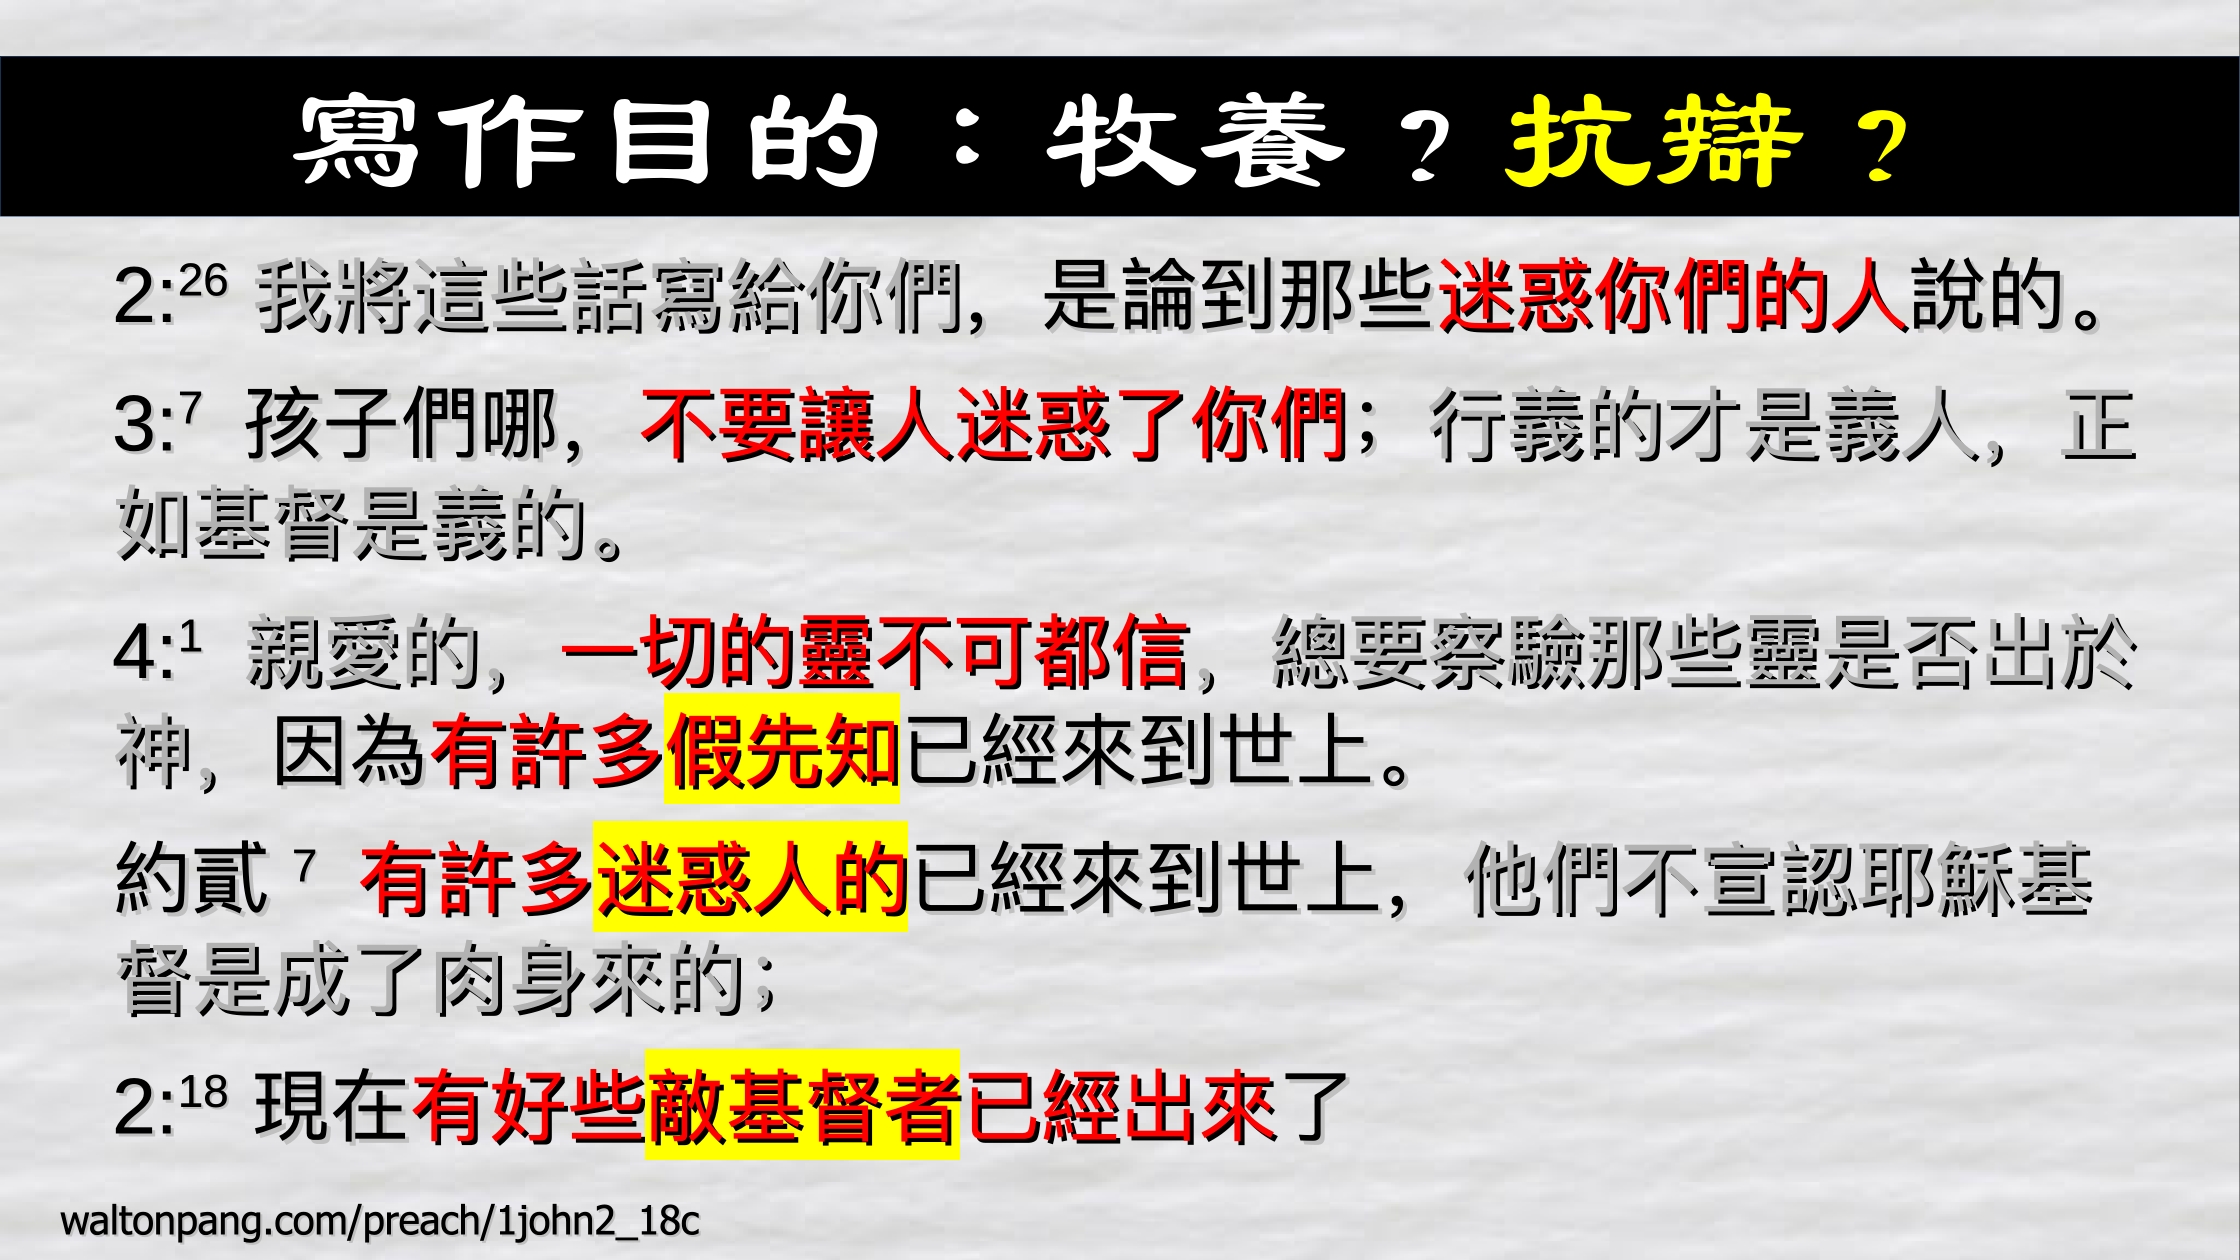 寫作目的：牧養？抗辯？
2:26 我將這些話寫給你們，是論到那些迷惑你們的人說的。
3:7 孩子們哪，不要讓人迷惑了你們；行義的才是義人，正
如基督是義的。
4:1 親愛的，一切的靈不可都信，總要察驗那些靈是否出於
神，因為有許多假先知已經來到世上。
約貳 7 有許多迷惑人的已經來到世上，他們不宣認耶穌基
督是成了肉身來的；
2:18 現在有好些敵基督者已經出來了
waltonpang.com/preach/1john2_18c